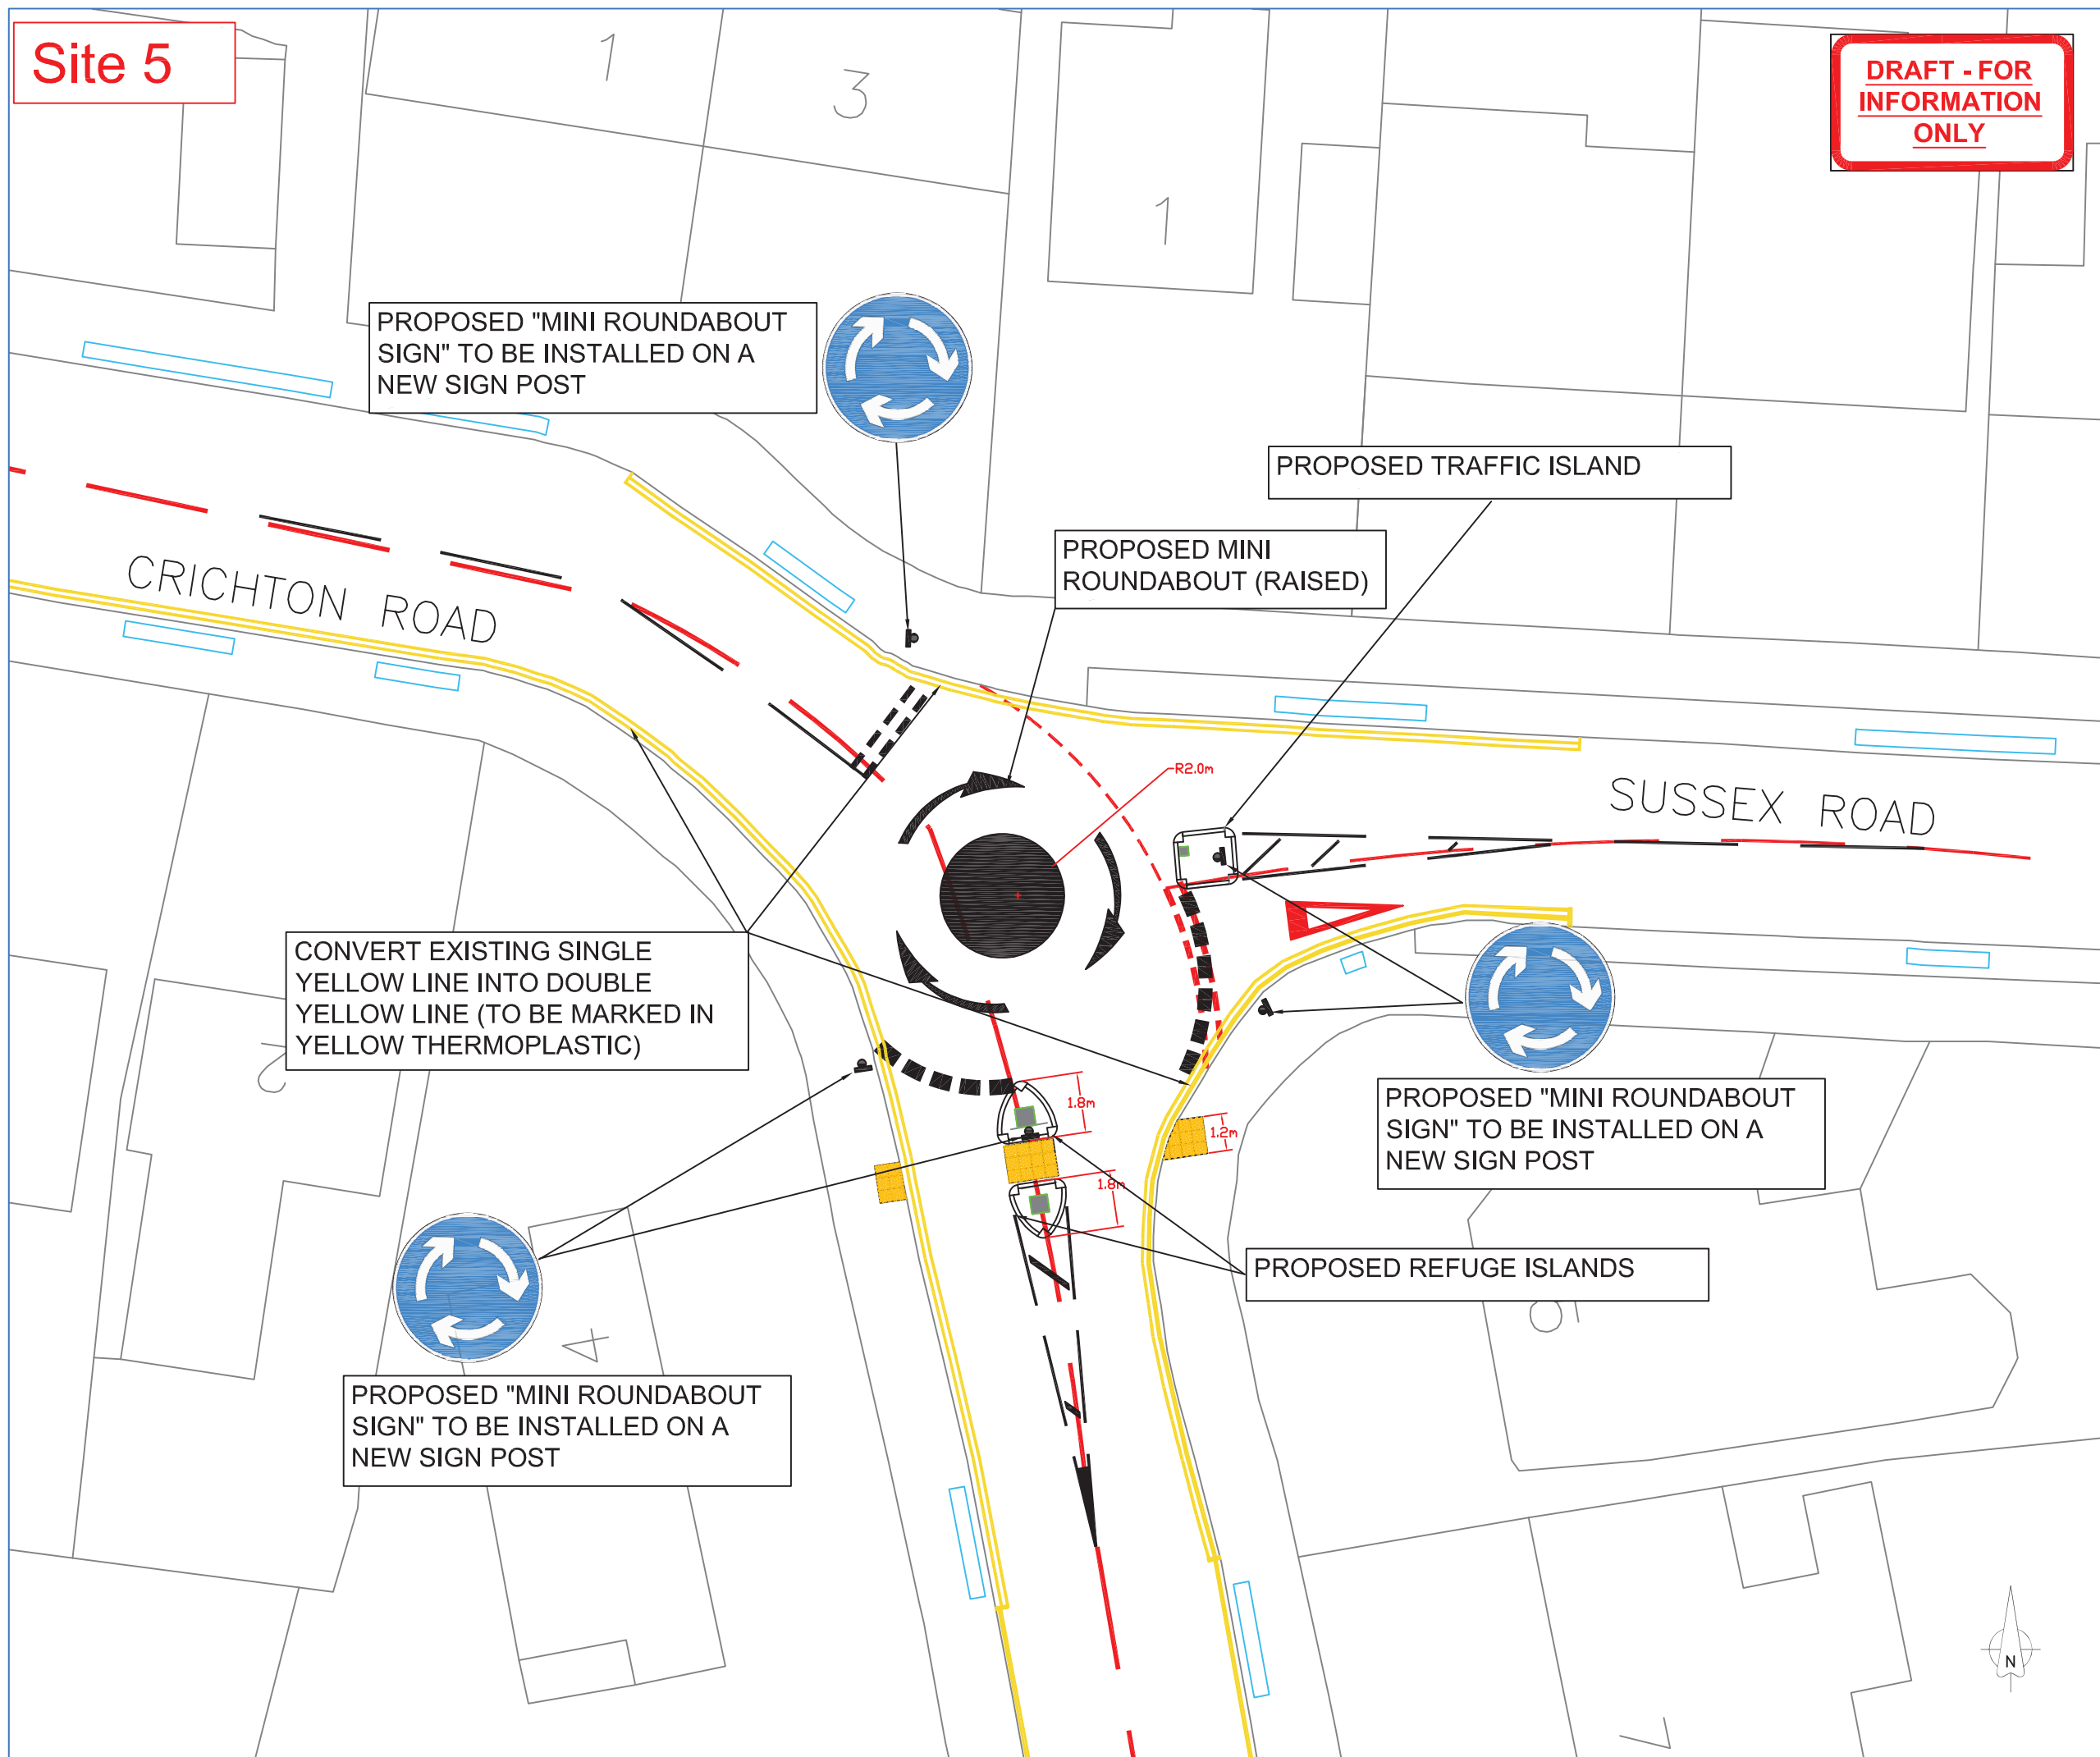 Site 5
DRAFT - FOR
INFORMATION
ONLY
1
3
1
PROPOSED "MINI ROUNDABOUT
SIGN" TO BE INSTALLED ON A
NEW SIGN POST
PROPOSED TRAFFIC ISLAND
PROPOSED MINI
ROUNDABOUT (RAISED)
CRICHTON ROAD
R2.0m
SUSSEX ROAD
CONVERT EXISTING SINGLE
YELLOW LINE INTO DOUBLE
YELLOW LINE (TO BE MARKED IN
YELLOW THERMOPLASTIC)
1.8m
1.2m
1.8m
PROPOSED "MINI ROUNDABOUT
SIGN" TO BE INSTALLED ON A
NEW SIGN POST
PROPOSED REFUGE ISLANDS
4
PROPOSED "MINI ROUNDABOUT
SIGN" TO BE INSTALLED ON A
NEW SIGN POST
N